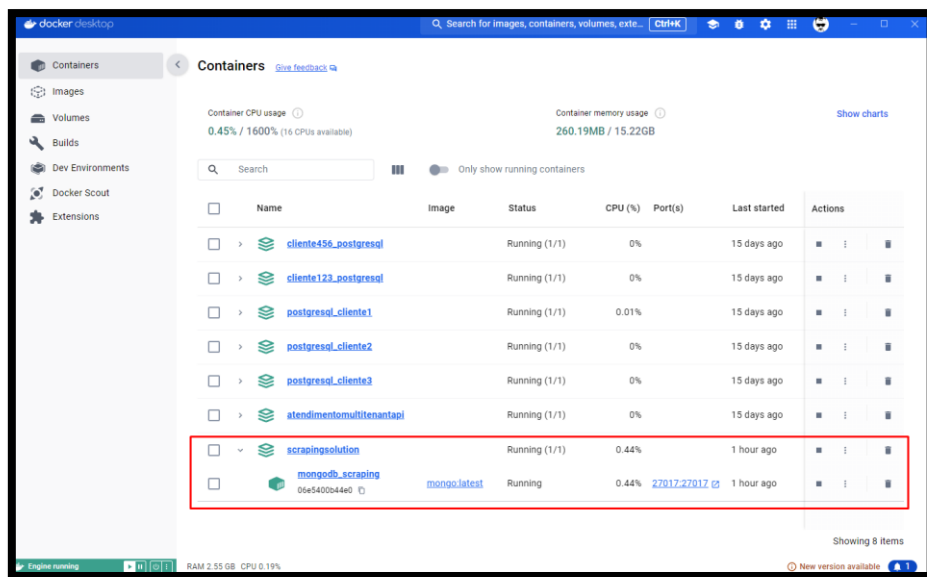 docker desktop
Search for images, containers, volumes, exte... Ctrl+K
Containers
Images
Volumes
Builds
Dev Environments
Docker Scout
Extensions
Containers Give feedback
Container CPU usage
0.45% / 1600% (16 CPUs available)
Container memory usage
260.19MB / 15.22GB
Show charts
Search
Only show running containers
Name Image Status CPU (%) Port(s) Last started Actions
cliente456_postgresql Running (1/1) 0% 15 days ago
cliente123_postgresql Running (1/1) 0% 15 days ago
postgresql_cliente1 Running (1/1) 0.01% 15 days ago
postgresql_cliente2 Running (1/1) 0% 15 days ago
postgresql_cliente3 Running (1/1) 0% 15 days ago
atendimentomultitenantapi Running (1/1) 0% 15 days ago
scrapingsolution Running (1/1) 0.44% 1 hour ago
mongodb_scraping
06e5400b44e0
mongo:latest Running 0.44% 27017:27017 1 hour ago
Showing 8 items
Engine running RAM 2.55 GB CPU 0.19% New version available 1